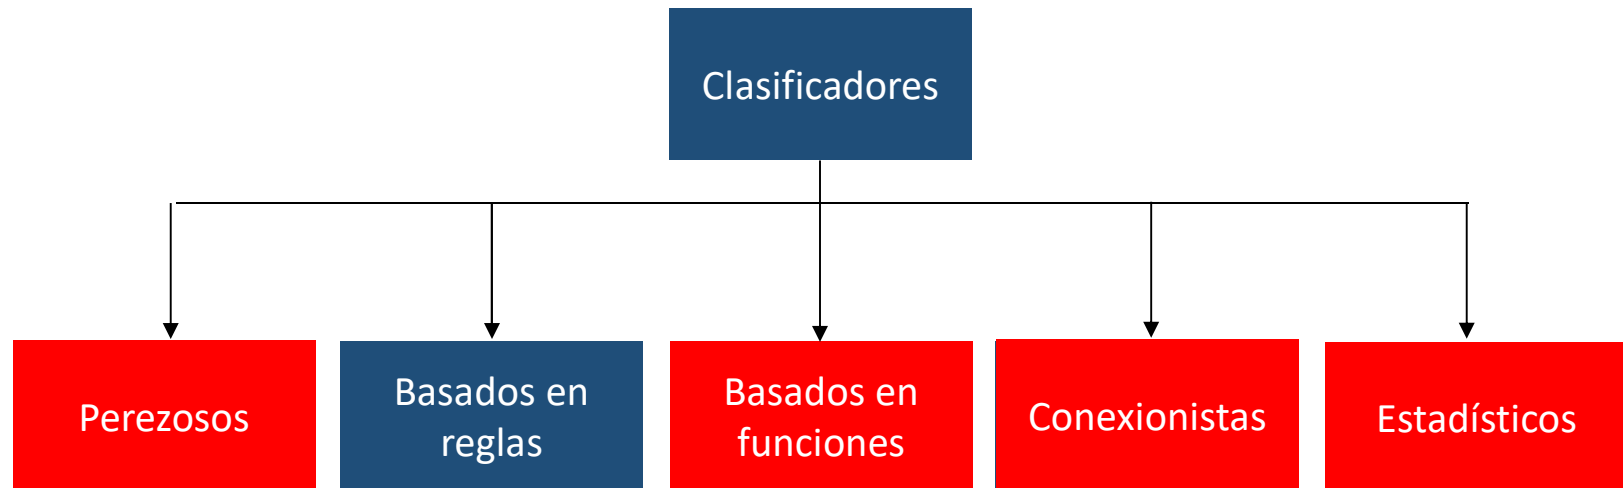 Clasificadores
Perezosos
Basados en
reglas
Basados en
funciones
Conexionistas
Estadísticos